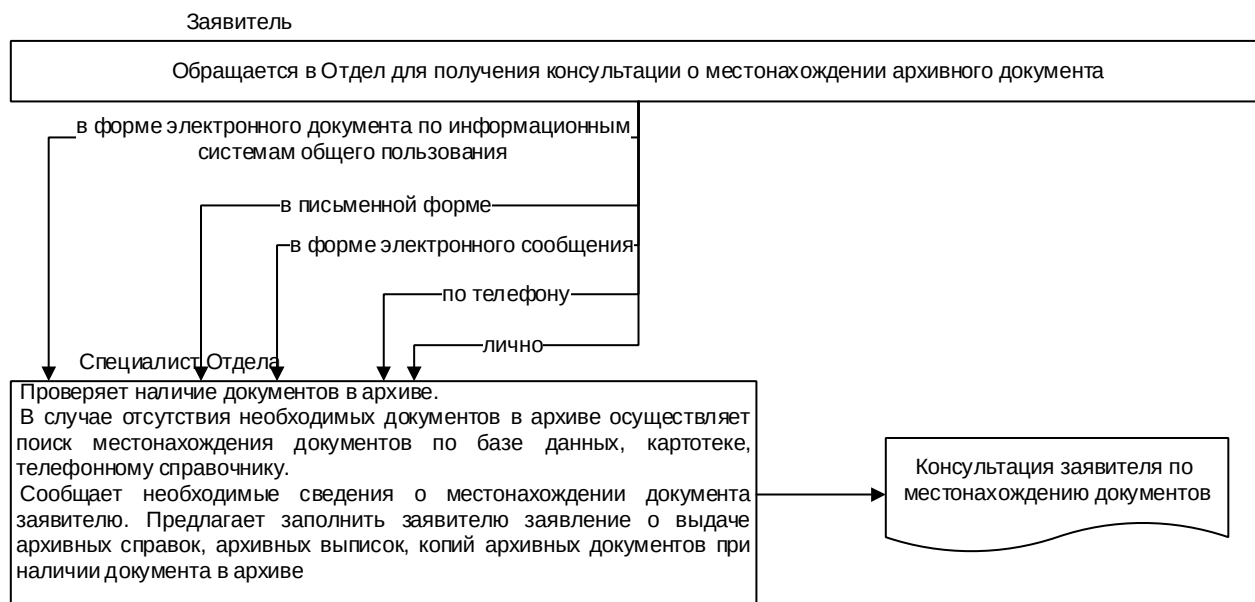 Заявитель
Обращается в Отдел для получения консультации о местонахождении архивного документа
в форме электронного документа по информационным
системам общего пользования
в письменной форме
в форме электронного сообщения
по телефону
лично
Специалист Отдела
Проверяет наличие документов в архиве.
В случае отсутствия необходимых документов в архиве осуществляет
поиск местонахождения документов по базе данных, картотеке,
телефонному справочнику.
Сообщает необходимые сведения о местонахождении документа
заявителю. Предлагает заполнить заявителю заявление о выдаче
архивных справок, архивных выписок, копий архивных документов при
наличии документа в архиве
Консультация заявителя по
местонахождению документов